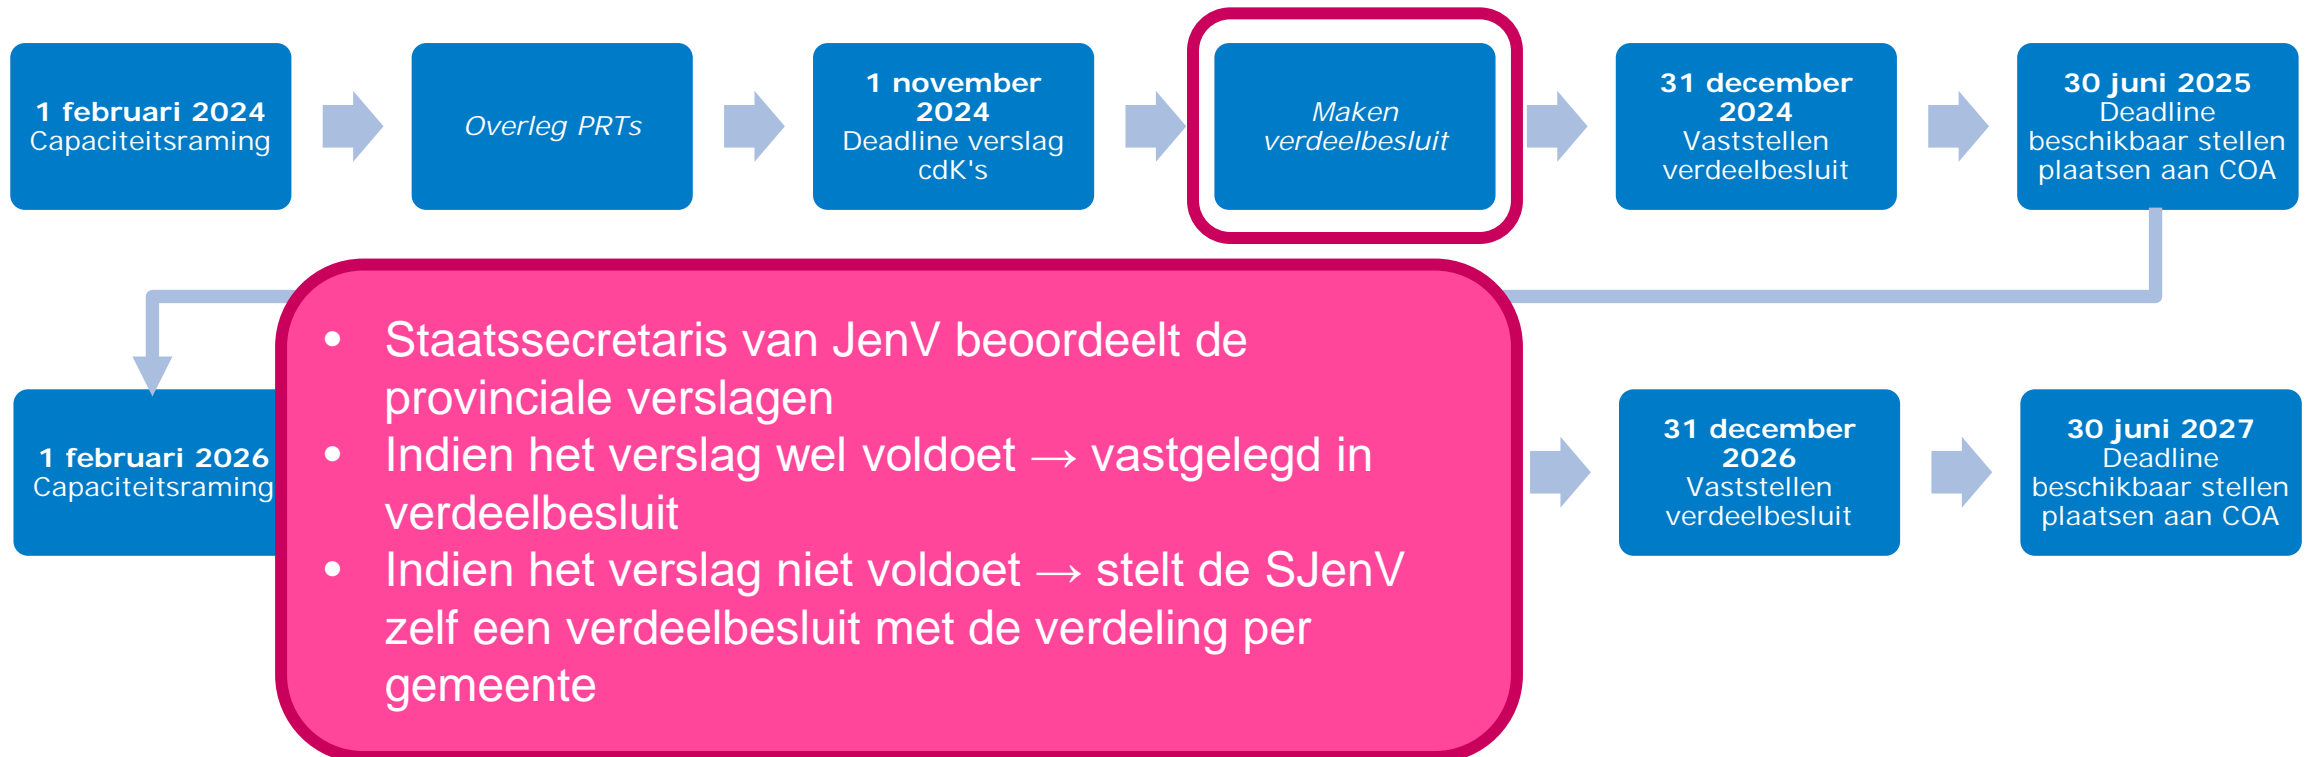 1 februari 2024
Capaciteitsraming
Overleg PRTs
1 november
2024
Deadline verslag
cdK's
Maken
verdeelbesluit
31 december
2024
Vaststellen
verdeelbesluit
30 juni 2025
Deadline
beschikbaar stellen
plaatsen aan COA
1 februari 2026
Capaciteitsraming
• Staatssecretaris van JenV beoordeelt de
provinciale verslagen
• Indien het verslag wel voldoet → vastgelegd in
verdeelbesluit
• Indien het verslag niet voldoet → stelt de SJenV
zelf een verdeelbesluit met de verdeling per
gemeente
31 december
2026
Vaststellen
verdeelbesluit
30 juni 2027
Deadline
beschikbaar stellen
plaatsen aan COA